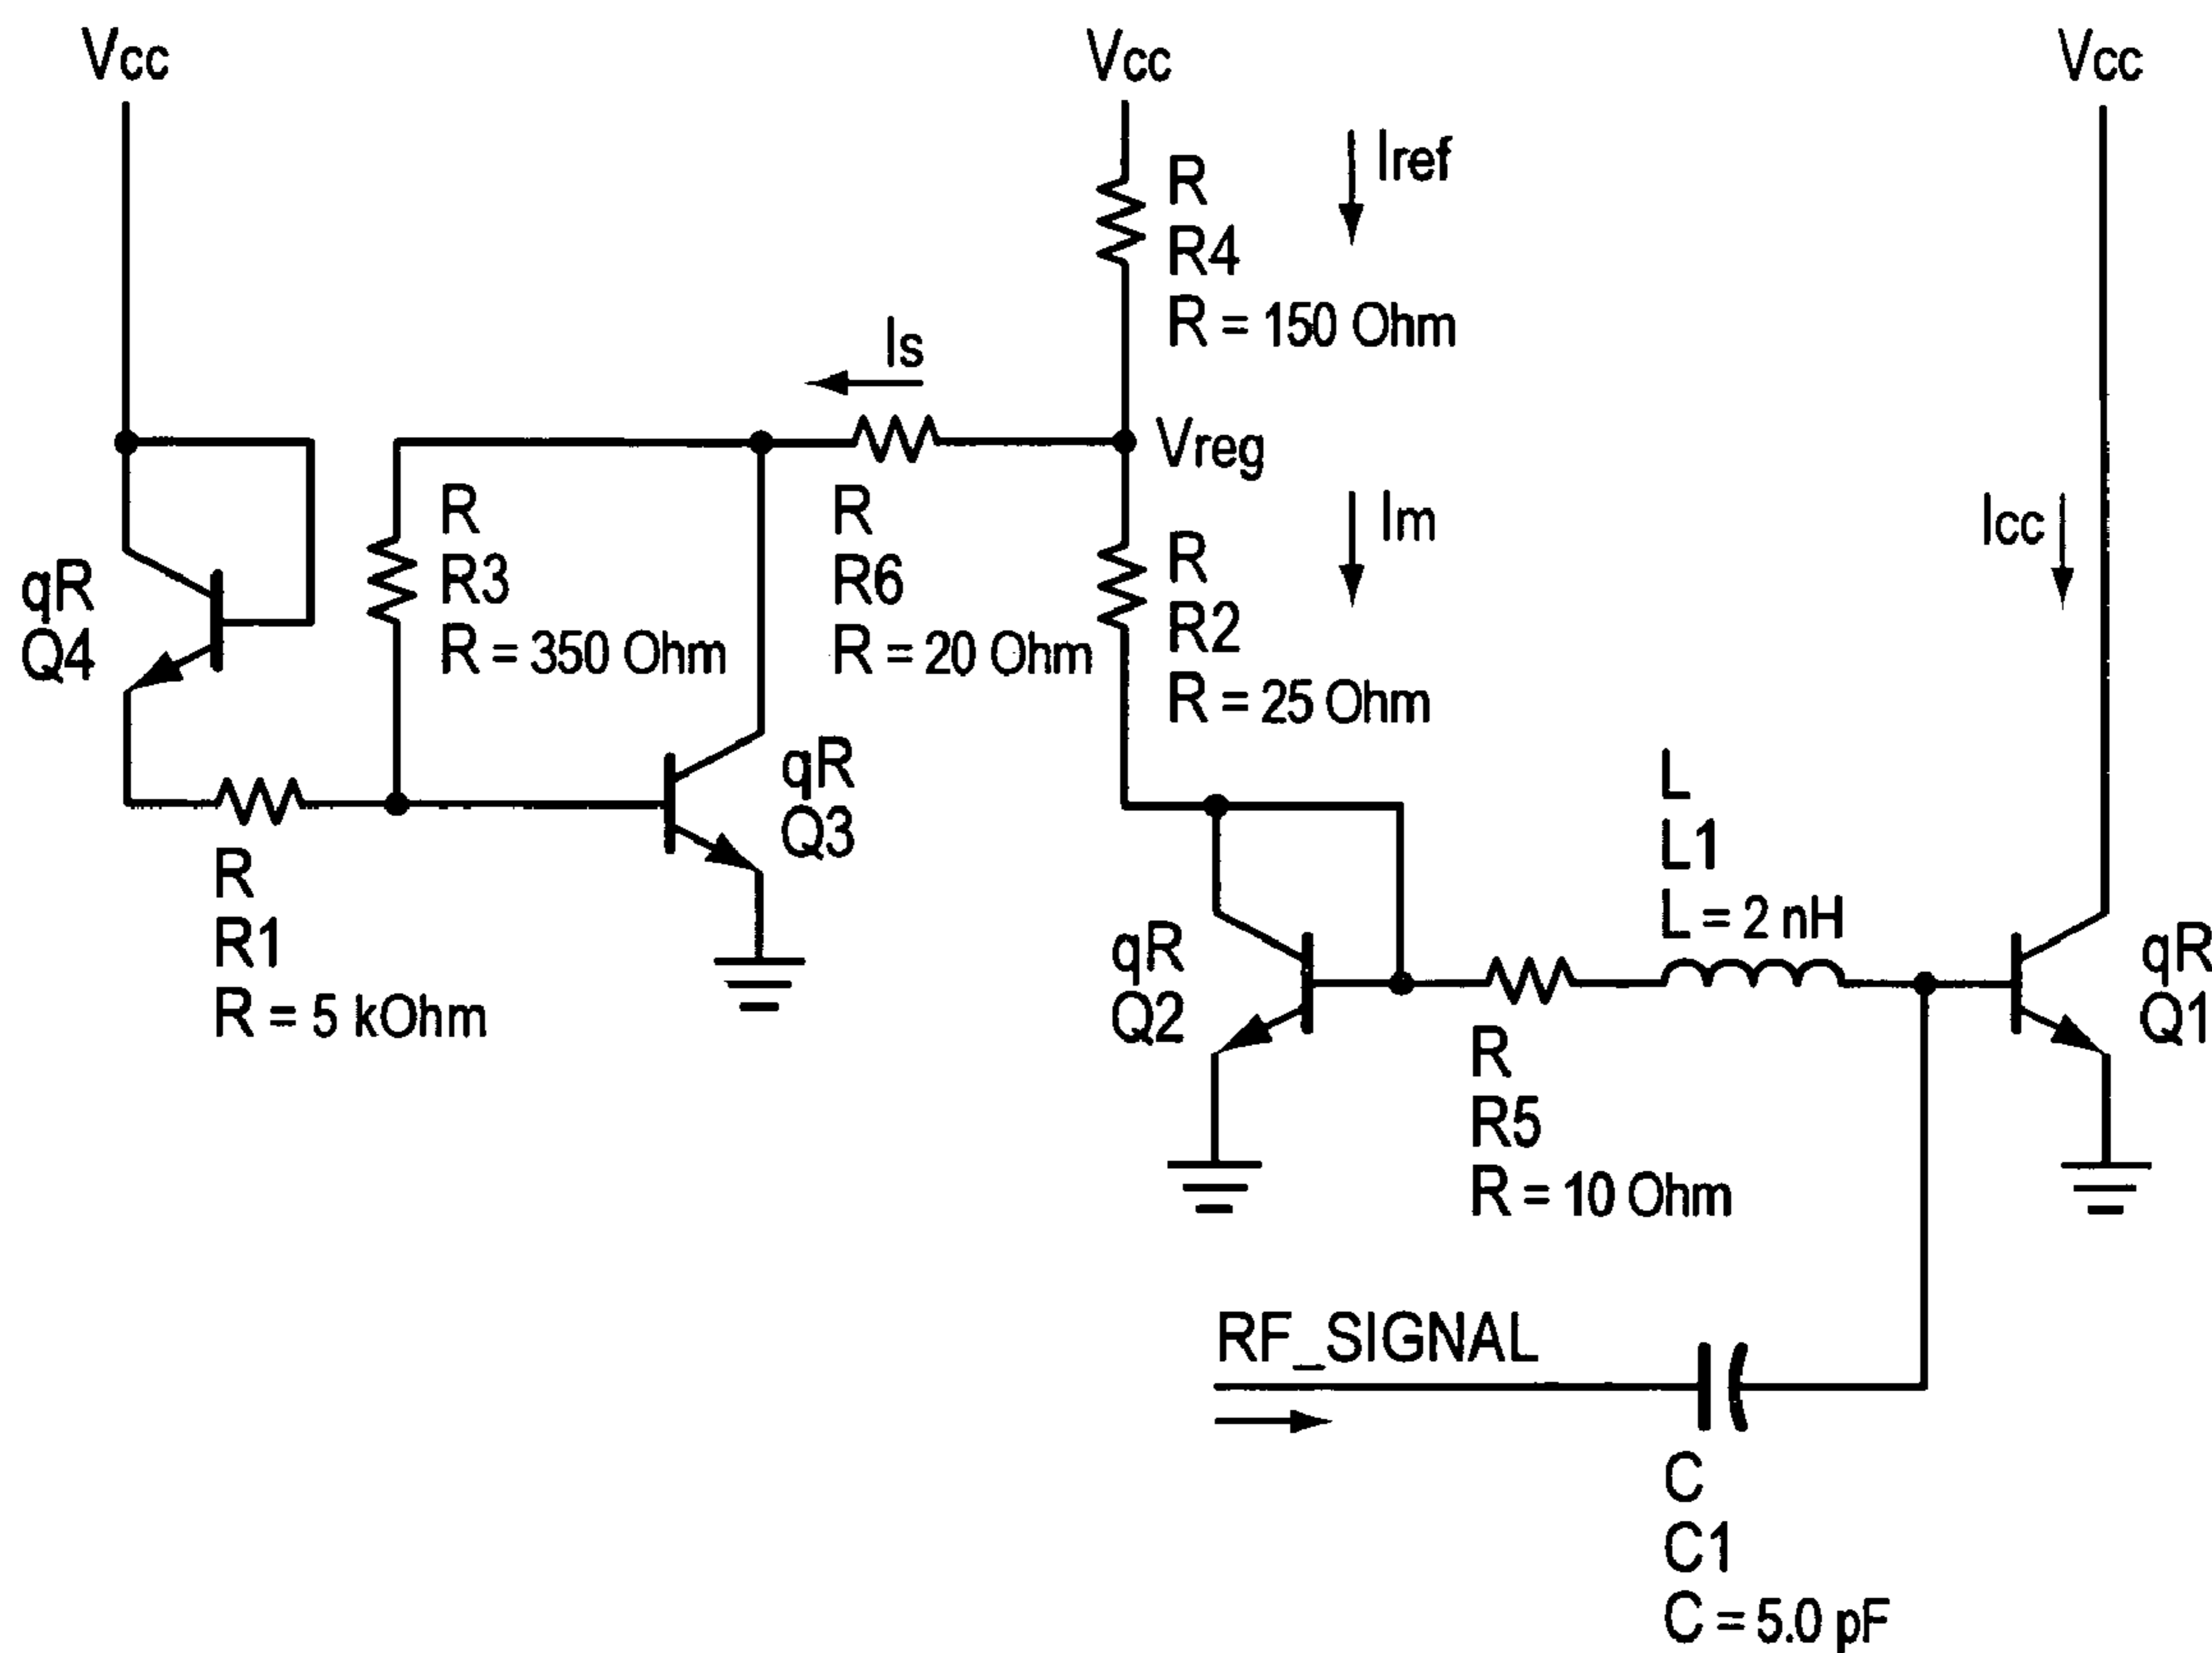 Vcc
Vcc
Vcc
Iref
R
R4
R = 150 Ohm
Is
Vreg
R
R3
R = 350 Ohm
R
R6
R = 20 Ohm
Im
Icc
R
R2
R = 25 Ohm
qR
Q4
qR
Q3
R
R1
R = 5 kOhm
L
L1
L = 2 nH
qR
Q2
qR
Q1
R
R5
R = 10 Ohm
RF_SIGNAL
C
C1
C = 5.0 pF